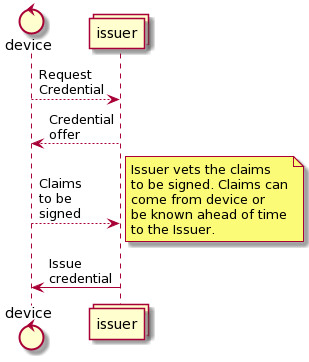 device
issuer
Request
Credential
Credential
offer
Issuer vets the claims
to be signed. Claims can
come from device or
be known ahead of time
to the Issuer.
Claims
to be
signed
Issue
credential
device
issuer